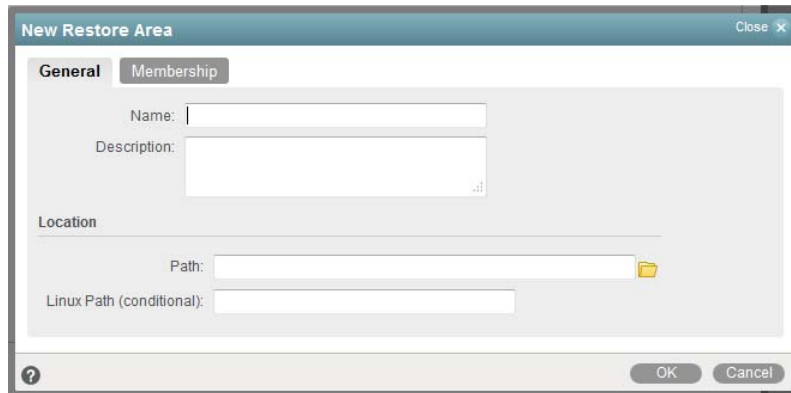 New Restore Area
Close ×
General
Membership
Name:
Description:
Location
Path:
Linux Path (conditional):
?
OK
Cancel